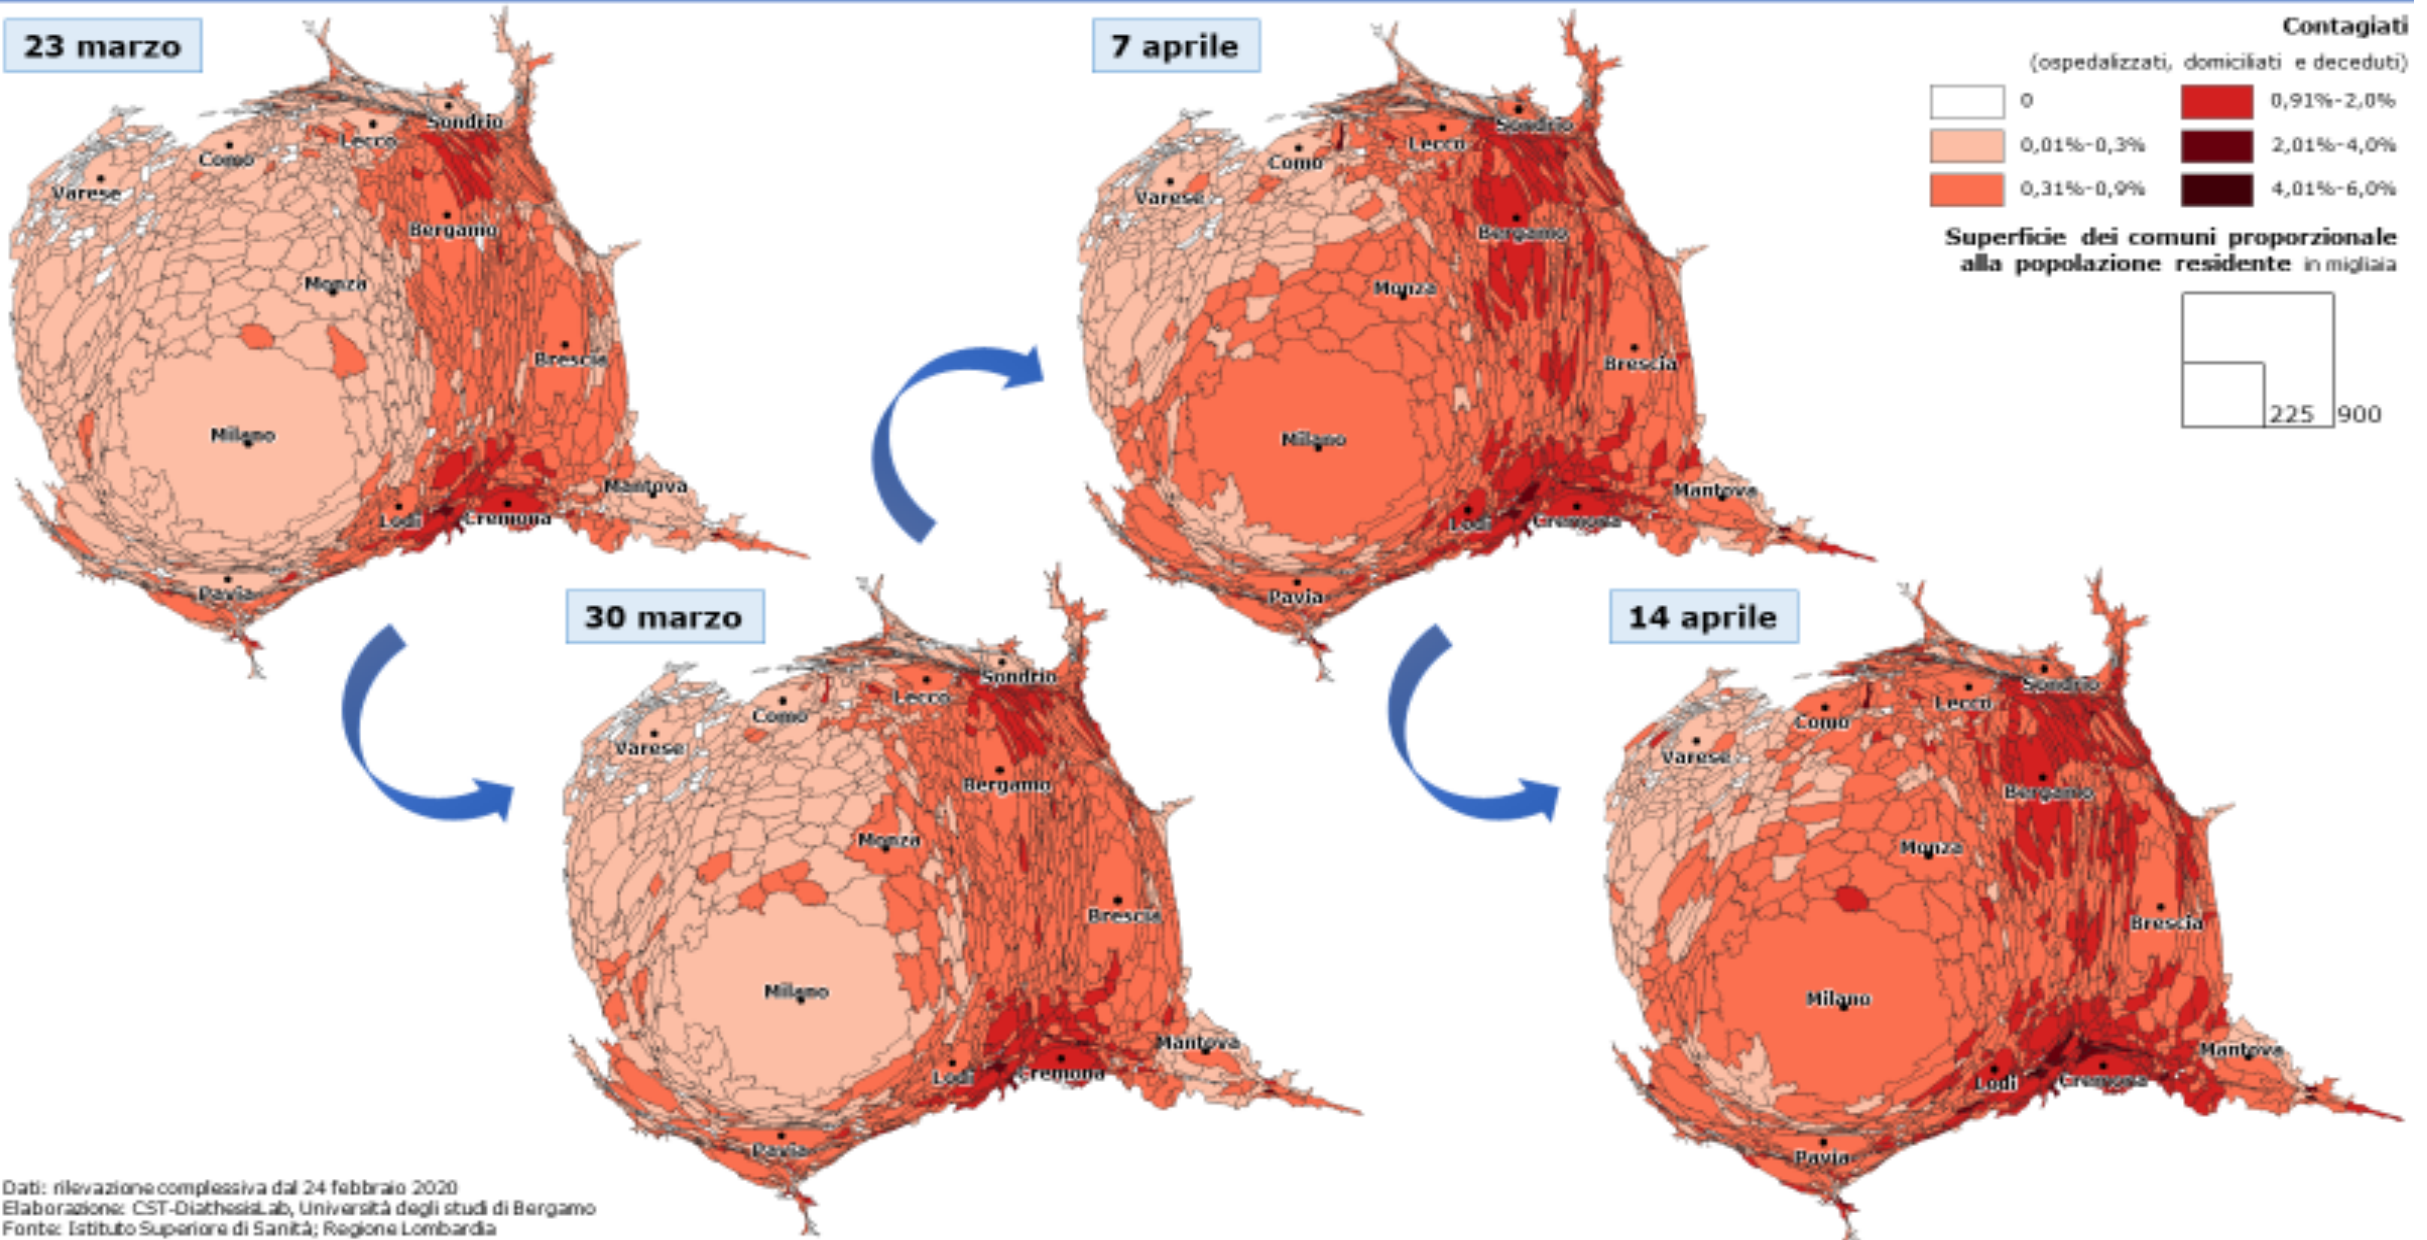 23 marzo
Sondrio
Lecco
Como
Varese
Bergamo
Monza
Brescia
Milano
Mantova
Lodi
Cremona
Pavia
7 aprile
Sondrio
Lecco
Como
Varese
Bergamo
Monza
Brescia
Milano
Mantova
Lodi
Cremona
Pavia
Contagiati
(ospedalizzati, domiciliati e deceduti)
0
0,91%-2,0%
0,01%-0,3%
2,01%-4,0%
0,31%-0,9%
4,01%-6,0%
Superficie dei comuni proporzionale
alla popolazione residente in migliaia
225
900
30 marzo
Sondrio
Lecco
Como
Varese
Bergamo
Monza
Brescia
Milano
Mantova
Lodi
Cremona
Pavia
14 aprile
Sondrio
Lecco
Como
Varese
Bergamo
Monza
Brescia
Milano
Mantova
Lodi
Cremona
Pavia
Dati: rilevazione complessiva dal 24 febbraio 2020
Elaborazione: CST-DiathesisLab, Università degli studi di Bergamo
Fonte: Istituto Superiore di Sanità; Regione Lombardia